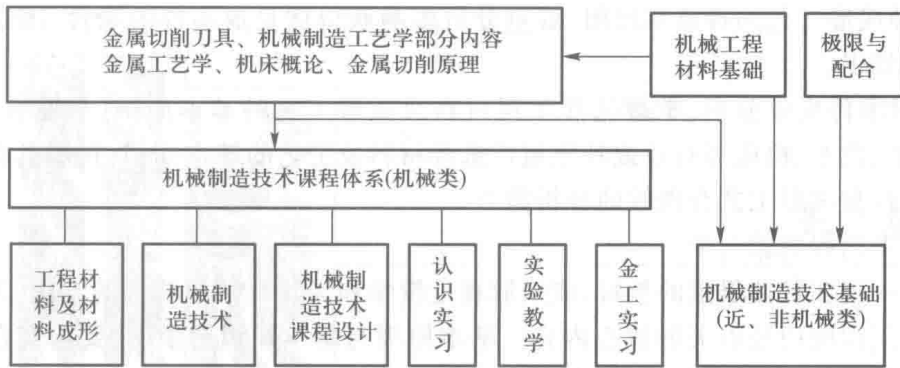 金属切削刀具、机械制造工艺学部分内容
金属工艺学、机床概论、金属切削原理
机械工程
材料基础
极限与
配合
机械制造技术课程体系(机械类)
工程材
料及材
料成形
机械制
造技术
机械制
造技术
课程设计
认识实习
实验教学
金工实习
机械制造技术基础
(近、非机械类)